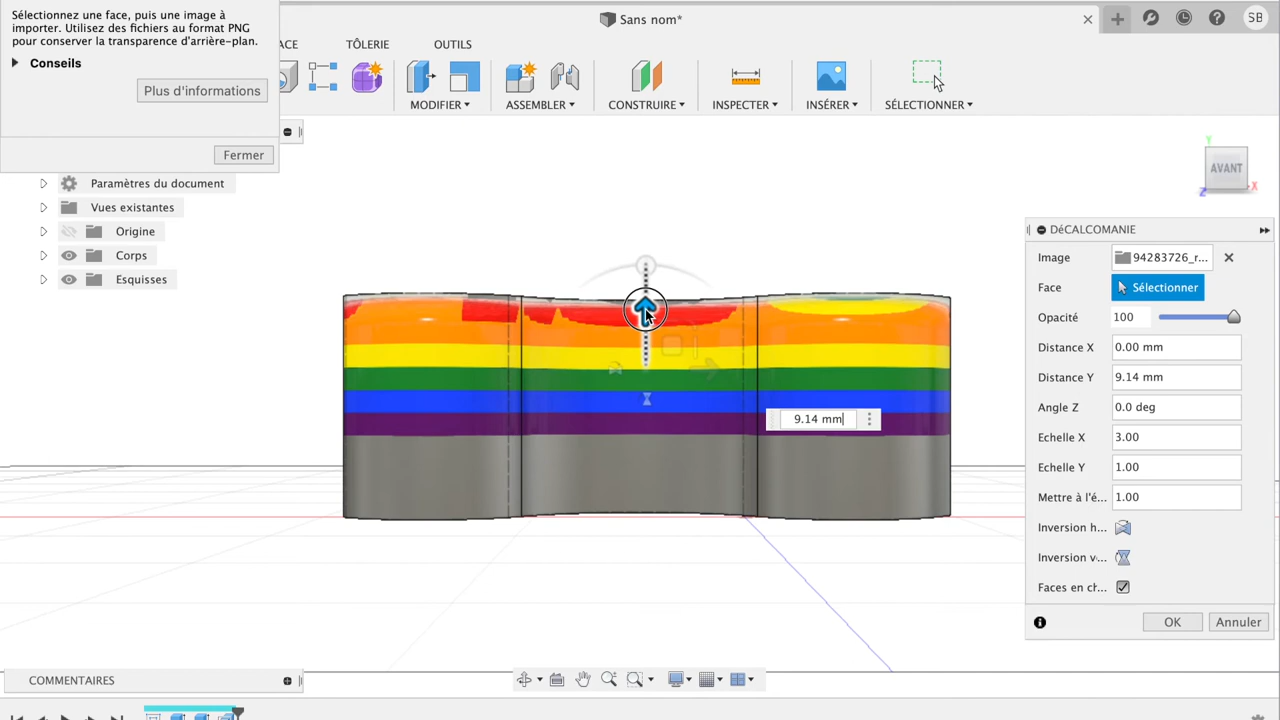 Sélectionnez une face, puis une image à
importer. Utilisez des fichiers au format PNG
pour conserver la transparence d'arrière-plan.
Conseils
Plus d'informations
Fermer
Sans nom*
SB
ACE
TÔLERIE
OUTILS
MODIFIER
ASSEMBLER
CONSTRUIRE
INSPECTER
INSÉRER
SÉLECTIONNER
Paramètres du document
Vues existantes
Origine
Corps
Esquisses
Y
AVANT
X
Z
9.14 mm
DéCALCOMANIE
Image 94283726_r...
Face Sélectionner
Opacité 100
Distance X 0.00 mm
Distance Y 9.14 mm
Angle Z 0.0 deg
Echelle X 3.00
Echelle Y 1.00
Mettre à l'é... 1.00
Inversion h...
Inversion v...
Faces en ch...
OK Annuler
COMMENTAIRES